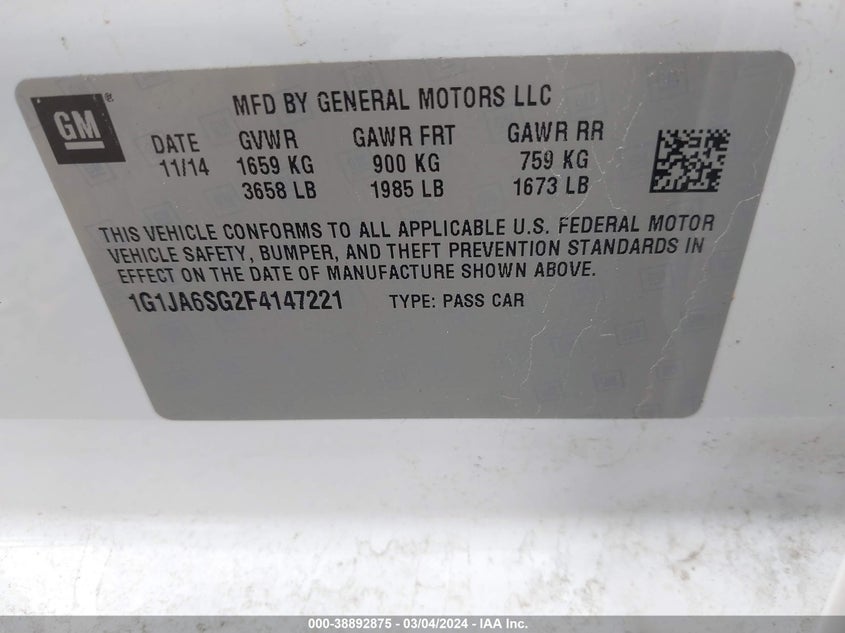 GM
MFD BY GENERAL MOTORS LLC
DATE GVWR GAWR FRT GAWR RR
11/14 1659 KG 900 KG 759 KG
3658 LB 1985 LB 1673 LB
THIS VEHICLE CONFORMS TO ALL APPLICABLE U.S. FEDERAL MOTOR
VEHICLE SAFETY, BUMPER, AND THEFT PREVENTION STANDARDS IN
EFFECT ON THE DATE OF MANUFACTURE SHOWN ABOVE.
1G1JA6SG2F4147221 TYPE: PASS CAR
000-38892875 - 03/04/2024 - IAA Inc.